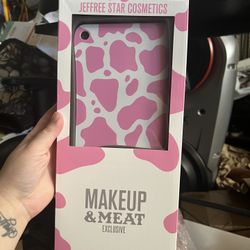 JEFFREE STAR COSMETICS
MAKEUP
& MEAT
EXCLUSIVE